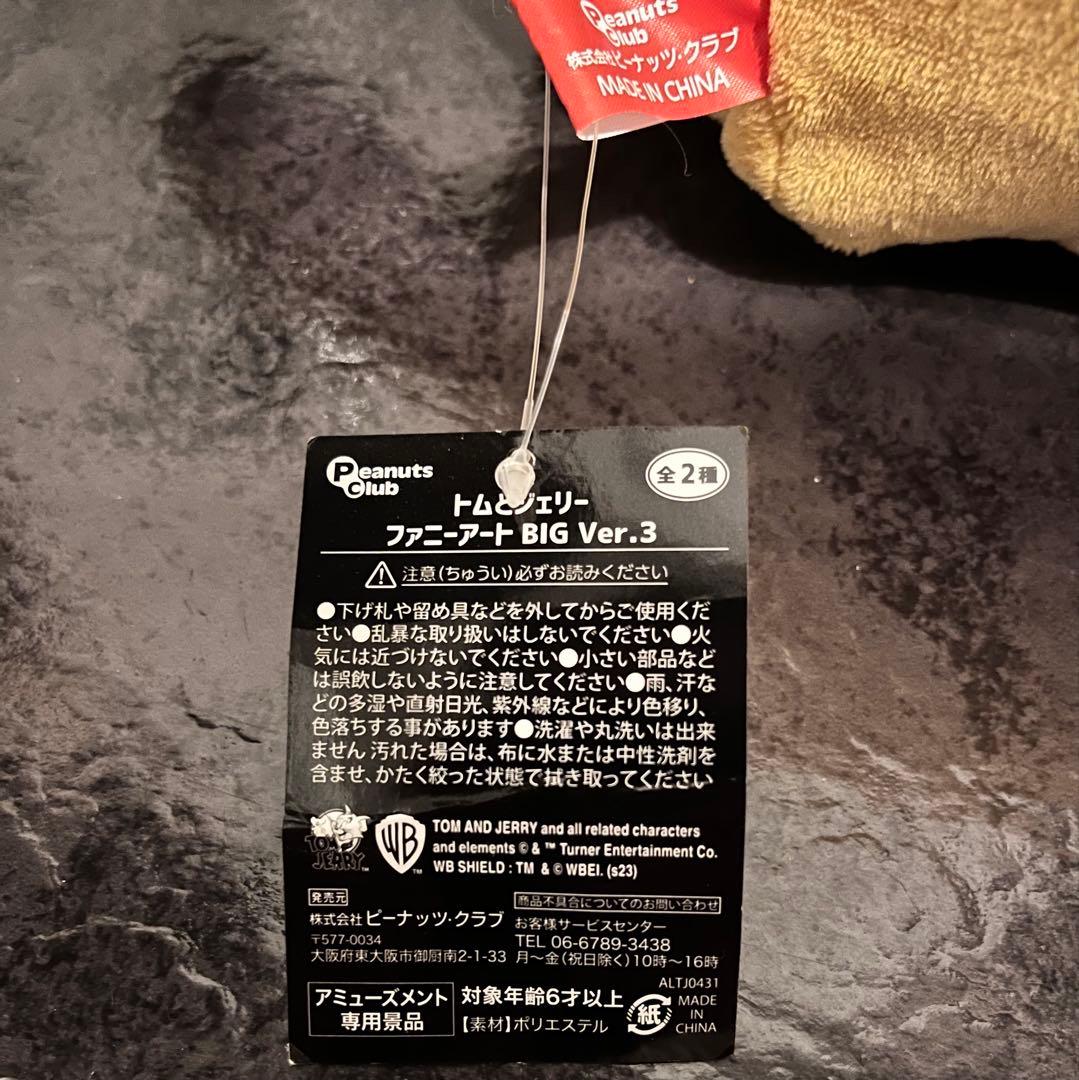 Peanuts
Club
株式会社ピーナッツ・クラブ
MADE IN CHINA
Peanuts
Club
全2種
トムとジェリー
ファニーアート BIG Ver.3
注意(ちゅうい)必ずお読みください
●下げ札や留め具などを外してからご使用くだ
さい●乱暴な取り扱いはしないでください●火
気には近づけないでください●小さい部品など
は誤飲しないように注意してください●雨、汗な
どの多湿や直射日光、紫外線などにより色移り、
色落ちする事があります●洗濯や丸洗いは出来
ません 汚れた場合は、布に水または中性洗剤を
含ませ、かたく絞った状態で拭き取ってください
TOM AND JERRY™
WB™
TOM AND JERRY and all related characters
and elements © & ™ Turner Entertainment Co.
WB SHIELD : TM & © WBEI. (s23)
発売元
株式会社 ピーナッツ・クラブ
〒577-0034
大阪府東大阪市御厨南2-1-33
商品不具合についてのお問い合わせ
お客様サービスセンター
TEL 06-6789-3438
月〜金(祝日除く)10時〜16時
ALTJ0431
アミューズメント
専用景品
対象年齢6才以上
【素材】ポリエステル
紙
MADE
IN
CHINA